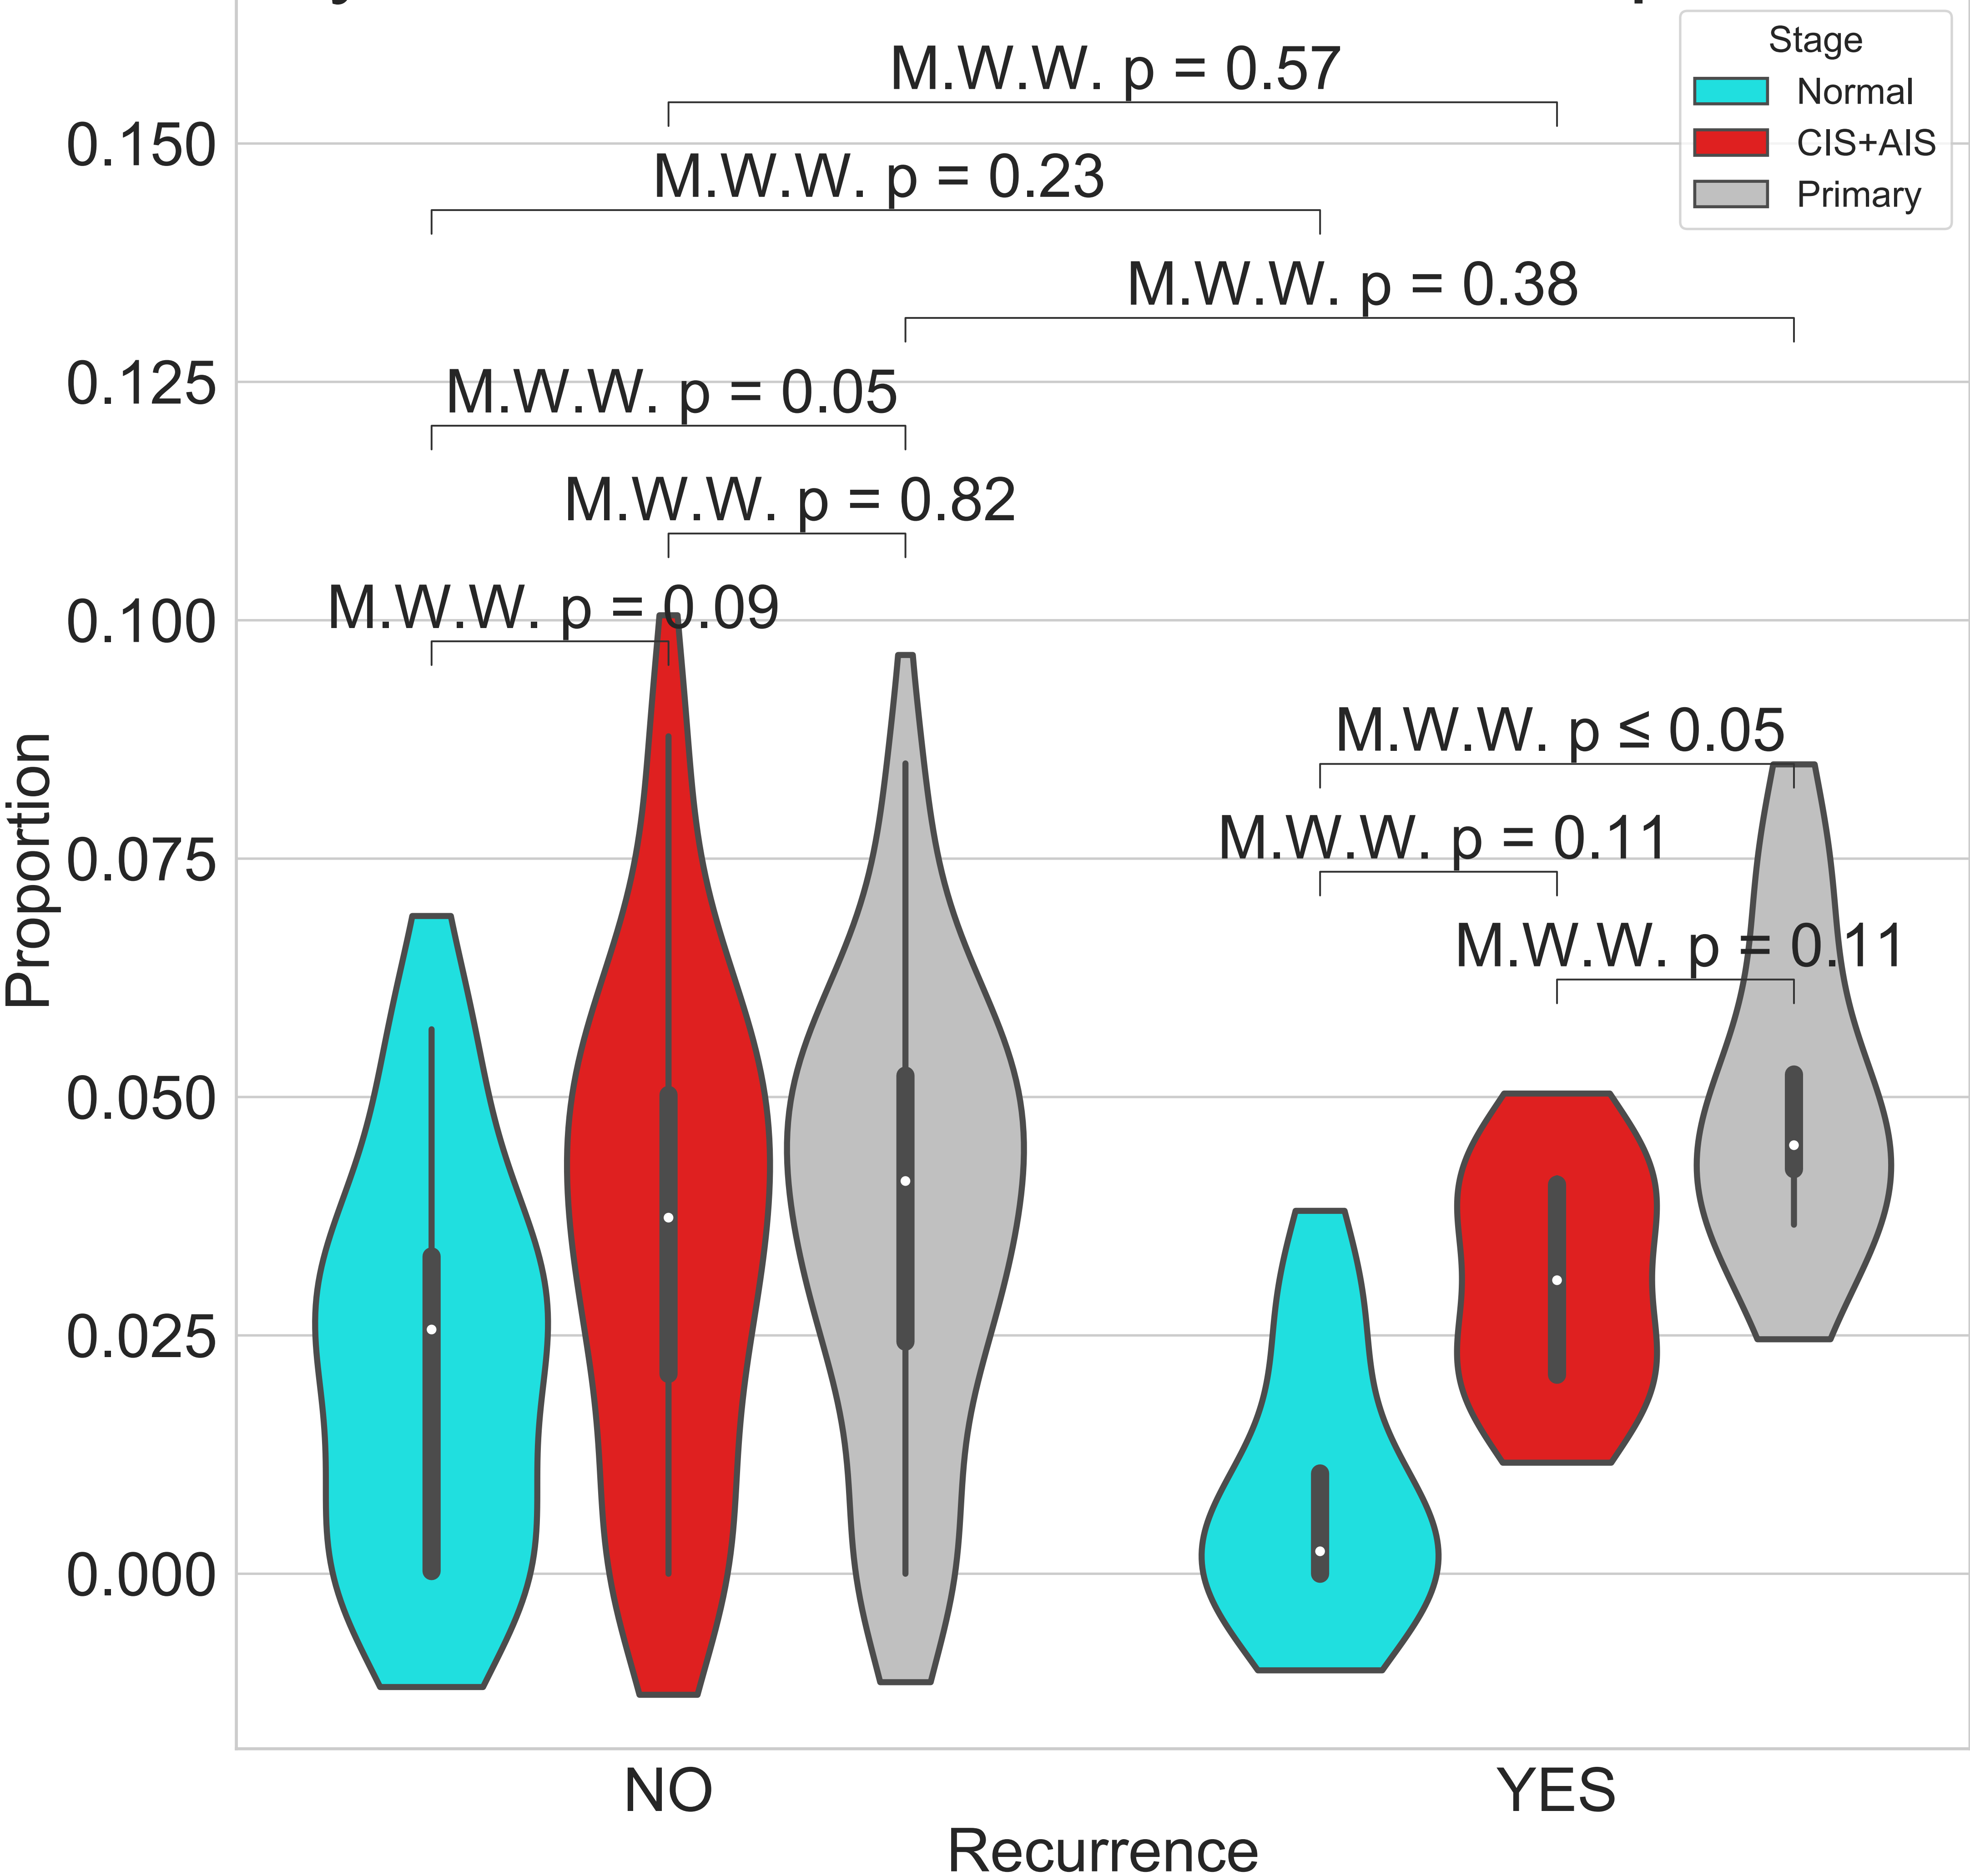 Stage
Normal
CIS+AIS
Primary
M.W.W. p = 0.57
M.W.W. p = 0.23
M.W.W. p = 0.38
M.W.W. p = 0.05
M.W.W. p = 0.82
M.W.W. p = 0.09
M.W.W. p ≤ 0.05
M.W.W. p = 0.11
M.W.W. p = 0.11
0.150
0.125
0.100
0.075
0.050
0.025
0.000
Proportion
NO
YES
Recurrence